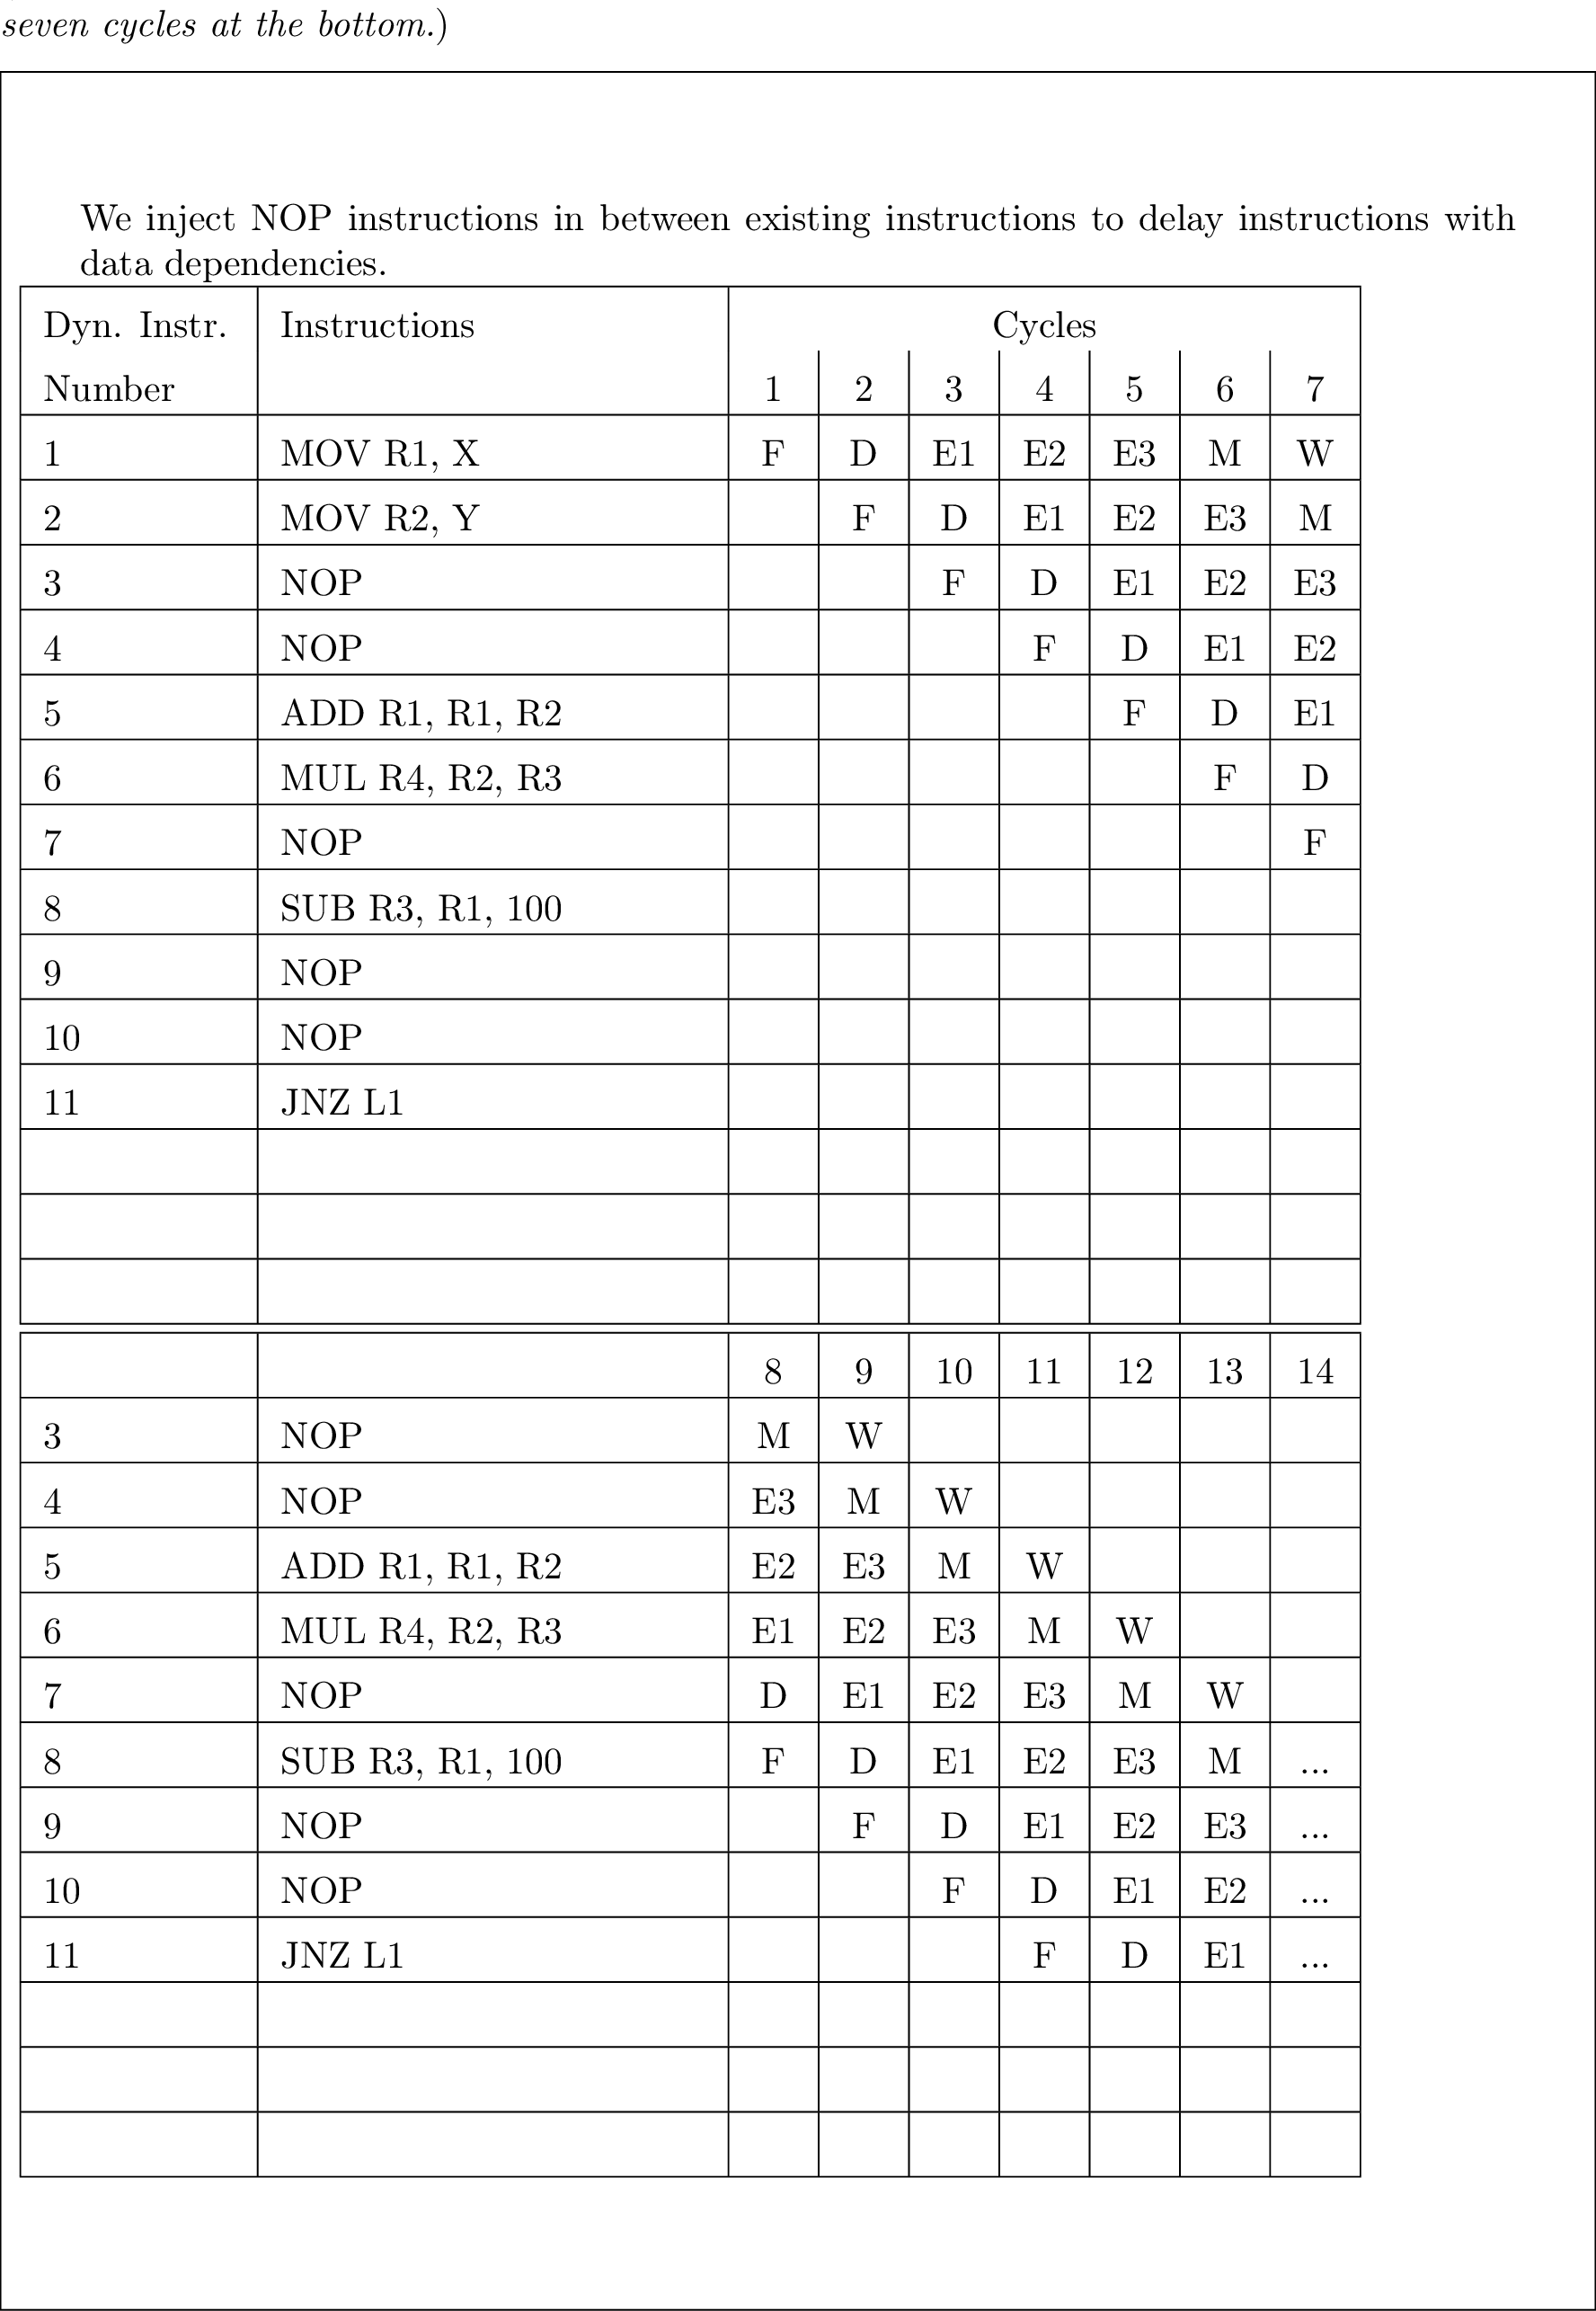 seven cycles at the bottom.)
We inject NOP instructions in between existing instructions to delay instructions with
data dependencies.
Dyn. Instr. Instructions Cycles
Number 1 2 3 4 5 6 7
1 MOV R1, X F D E1 E2 E3 M W
2 MOV R2, Y F D E1 E2 E3 M
3 NOP F D E1 E2 E3
4 NOP F D E1 E2
5 ADD R1, R1, R2 F D E1
6 MUL R4, R2, R3 F D
7 NOP F
8 SUB R3, R1, 100
9 NOP
10 NOP
11 JNZ L1
8 9 10 11 12 13 14
3 NOP M W
4 NOP E3 M W
5 ADD R1, R1, R2 E2 E3 M W
6 MUL R4, R2, R3 E1 E2 E3 M W
7 NOP D E1 E2 E3 M W
8 SUB R3, R1, 100 F D E1 E2 E3 M ...
9 NOP F D E1 E2 E3 ...
10 NOP F D E1 E2 ...
11 JNZ L1 F D E1 ...